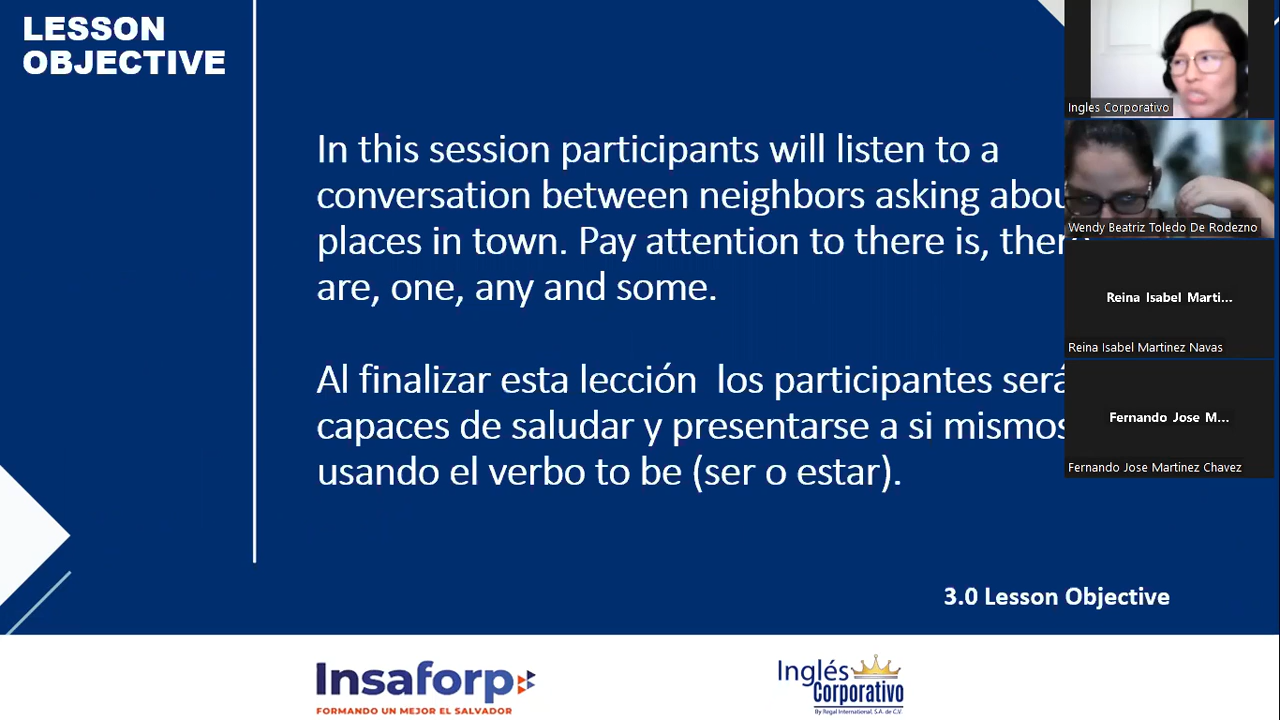 LESSON
OBJECTIVE
In this session participants will listen to a
conversation between neighbors asking
places in town. Pay attention to there is,
are, one, any and some.
Al finalizar esta lección los participantes
capaces de saludar y presentarse a si mismos
usando el verbo to be (ser o estar).
3.0 Lesson Objective
Insaforp
FORMANDO UN MEJOR EL SALVADOR
Inglés
Corporativo
By Regal International, S.A. de C.V.
Ingles Corporativo
Wendy Beatriz Toledo De Rodezno
Reina Isabel Marti...
Reina Isabel Martinez Navas
Fernando Jose M...
Fernando Jose Martinez Chavez